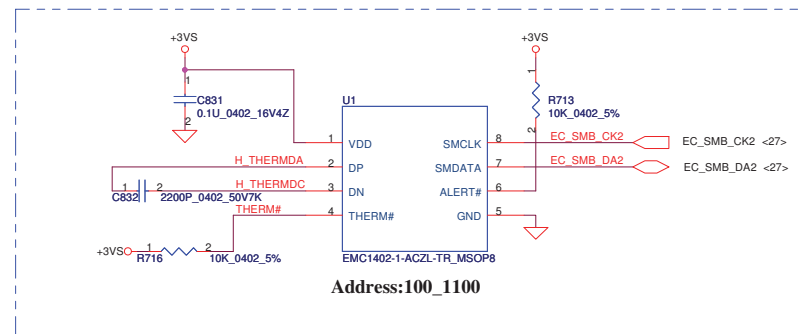 +3VS
+3VS
1
C831
0.1U_0402_16V4Z
2
1
R713
10K_0402_5%
2
U1
1 VDD SMCLK 8 EC_SMB_CK2 EC_SMB_CK2 <27>
H_THERMDA 2 DP SMDATA 7 EC_SMB_DA2 EC_SMB_DA2 <27>
1 2 H_THERMDC 3 DN ALERT# 6
C832 2200P_0402_50V7K
THERM# 4 THERM# GND 5
+3VS 1 2
R716 10K_0402_5%
EMC1402-1-ACZL-TR_MSOP8
Address:100_1100